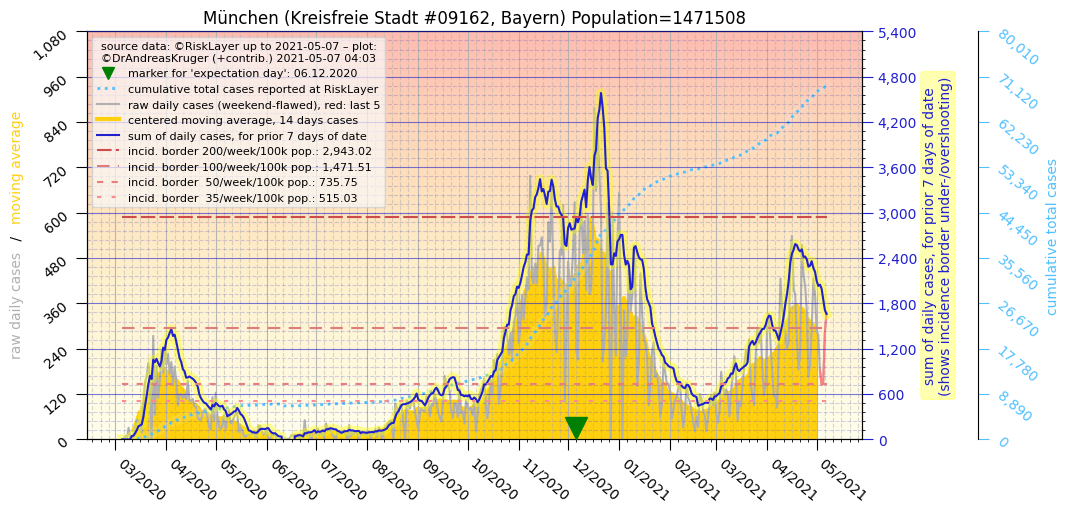 München (Kreisfreie Stadt #09162, Bayern) Population=1471508
source data: ©RiskLayer up to 2021-05-07 – plot:
©DrAndreasKruger (+contrib.) 2021-05-07 04:03
marker for 'expectation day': 06.12.2020
cumulative total cases reported at RiskLayer
raw daily cases (weekend-flawed), red: last 5
centered moving average, 14 days cases
sum of daily cases, for prior 7 days of date
incid. border 200/week/100k pop.: 2,943.02
incid. border 100/week/100k pop.: 1,471.51
incid. border  50/week/100k pop.: 735.75
incid. border  35/week/100k pop.: 515.03
raw daily cases / moving average
1,080
960
840
720
600
480
360
240
120
0
03/2020
04/2020
05/2020
06/2020
07/2020
08/2020
09/2020
10/2020
11/2020
12/2020
01/2021
02/2021
03/2021
04/2021
05/2021
5,400
4,800
4,200
3,600
3,000
2,400
1,800
1,200
600
0
sum of daily cases, for prior 7 days of date
(shows incidence border under-/overshooting)
80,010
71,120
62,230
53,340
44,450
35,560
26,670
17,780
8,890
0
cumulative total cases